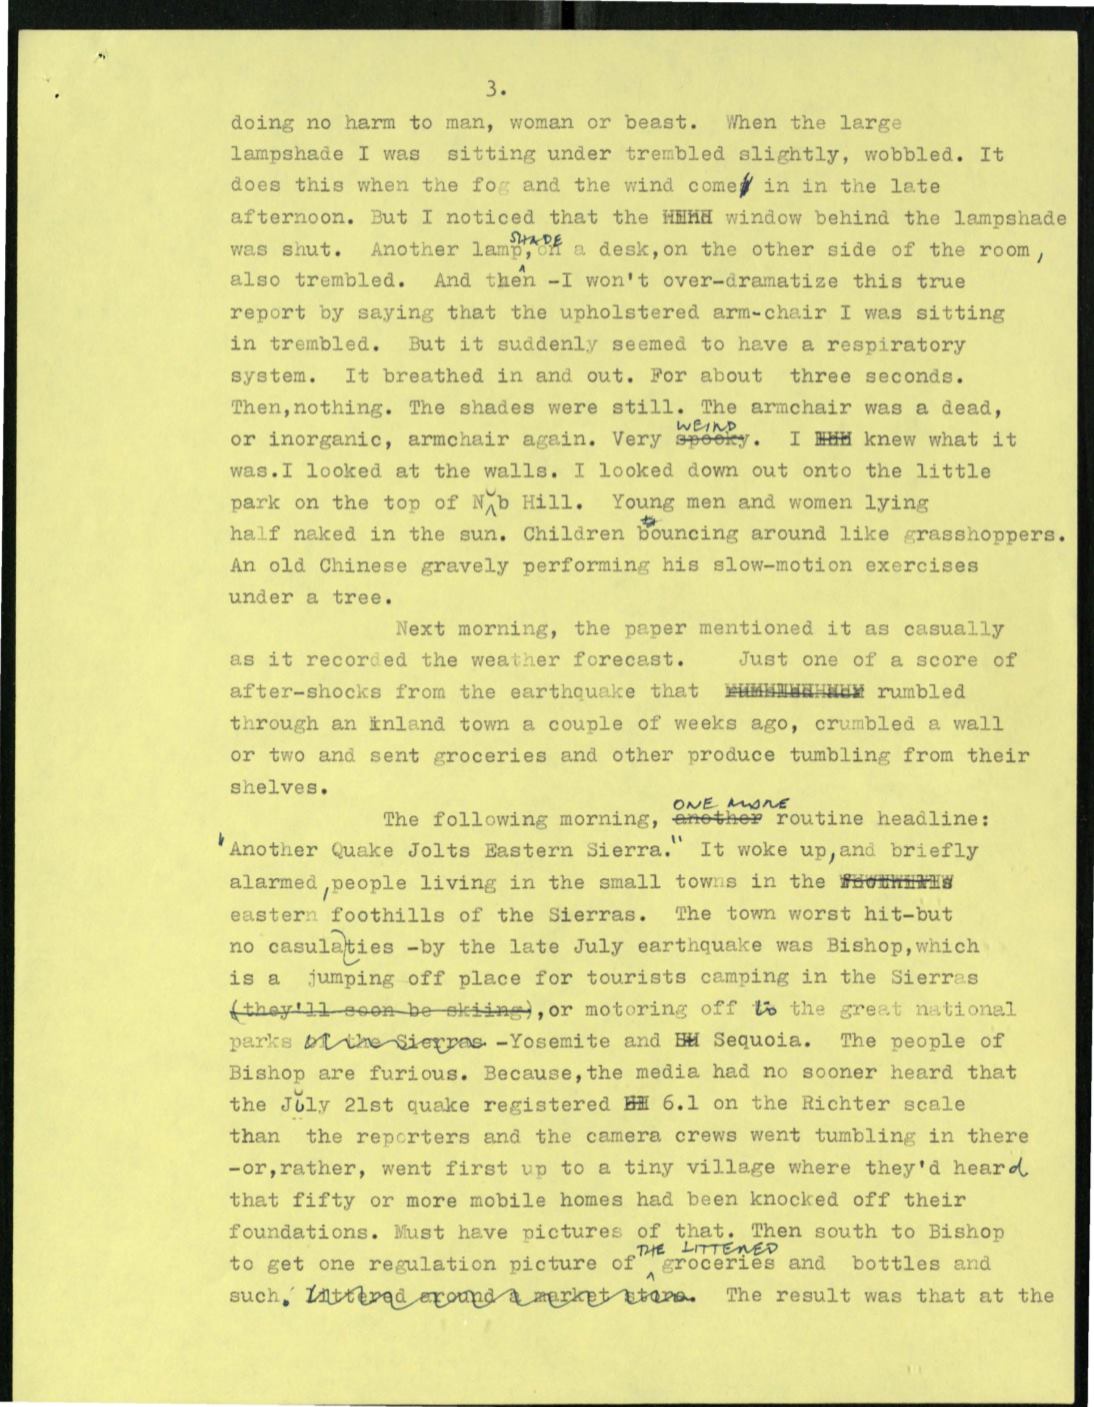 3.
doing no harm to man, woman or beast. When the large
lampshade I was sitting under trembled slightly, wobbled. It
does this when the fog and the wind come in in the late
afternoon. But I noticed that the window behind the lampshade
SHADE
was shut. Another lamp, on a desk, on the other side of the room,
also trembled. And then -I won't over-dramatize this true
report by saying that the upholstered arm-chair I was sitting
in trembled. But it suddenly seemed to have a respiratory
system. It breathed in and out. For about three seconds.
Then, nothing. The shades were still. The armchair was a dead,
WEIRD
or inorganic, armchair again. Very spooky. I knew what it
was. I looked at the walls. I looked down out onto the little
park on the top of Nob Hill. Young men and women lying
half naked in the sun. Children bouncing around like grasshoppers.
An old Chinese gravely performing his slow-motion exercises
under a tree.
Next morning, the paper mentioned it as casually
as it recorded the weather forecast. Just one of a score of
after-shocks from the earthquake that rumbled
through an inland town a couple of weeks ago, crumbled a wall
or two and sent groceries and other produce tumbling from their
shelves.
ONE MORE
The following morning, another routine headline:
"Another Quake Jolts Eastern Sierra." It woke up, and briefly
alarmed, people living in the small towns in the foothills
eastern foothills of the Sierras. The town worst hit-but
no casulaties -by the late July earthquake was Bishop, which
is a jumping off place for tourists camping in the Sierras
(they'll soon be skiing), or motoring off to the great national
parks of the Sierras -Yosemite and Sequoia. The people of
Bishop are furious. Because, the media had no sooner heard that
the July 21st quake registered 6.1 on the Richter scale
than the reporters and the camera crews went tumbling in there
-or, rather, went first up to a tiny village where they'd heard
that fifty or more mobile homes had been knocked off their
foundations. Must have pictures of that. Then south to Bishop
THE LITTERED
to get one regulation picture of groceries and bottles and
such. littered around a market store. The result was that at the